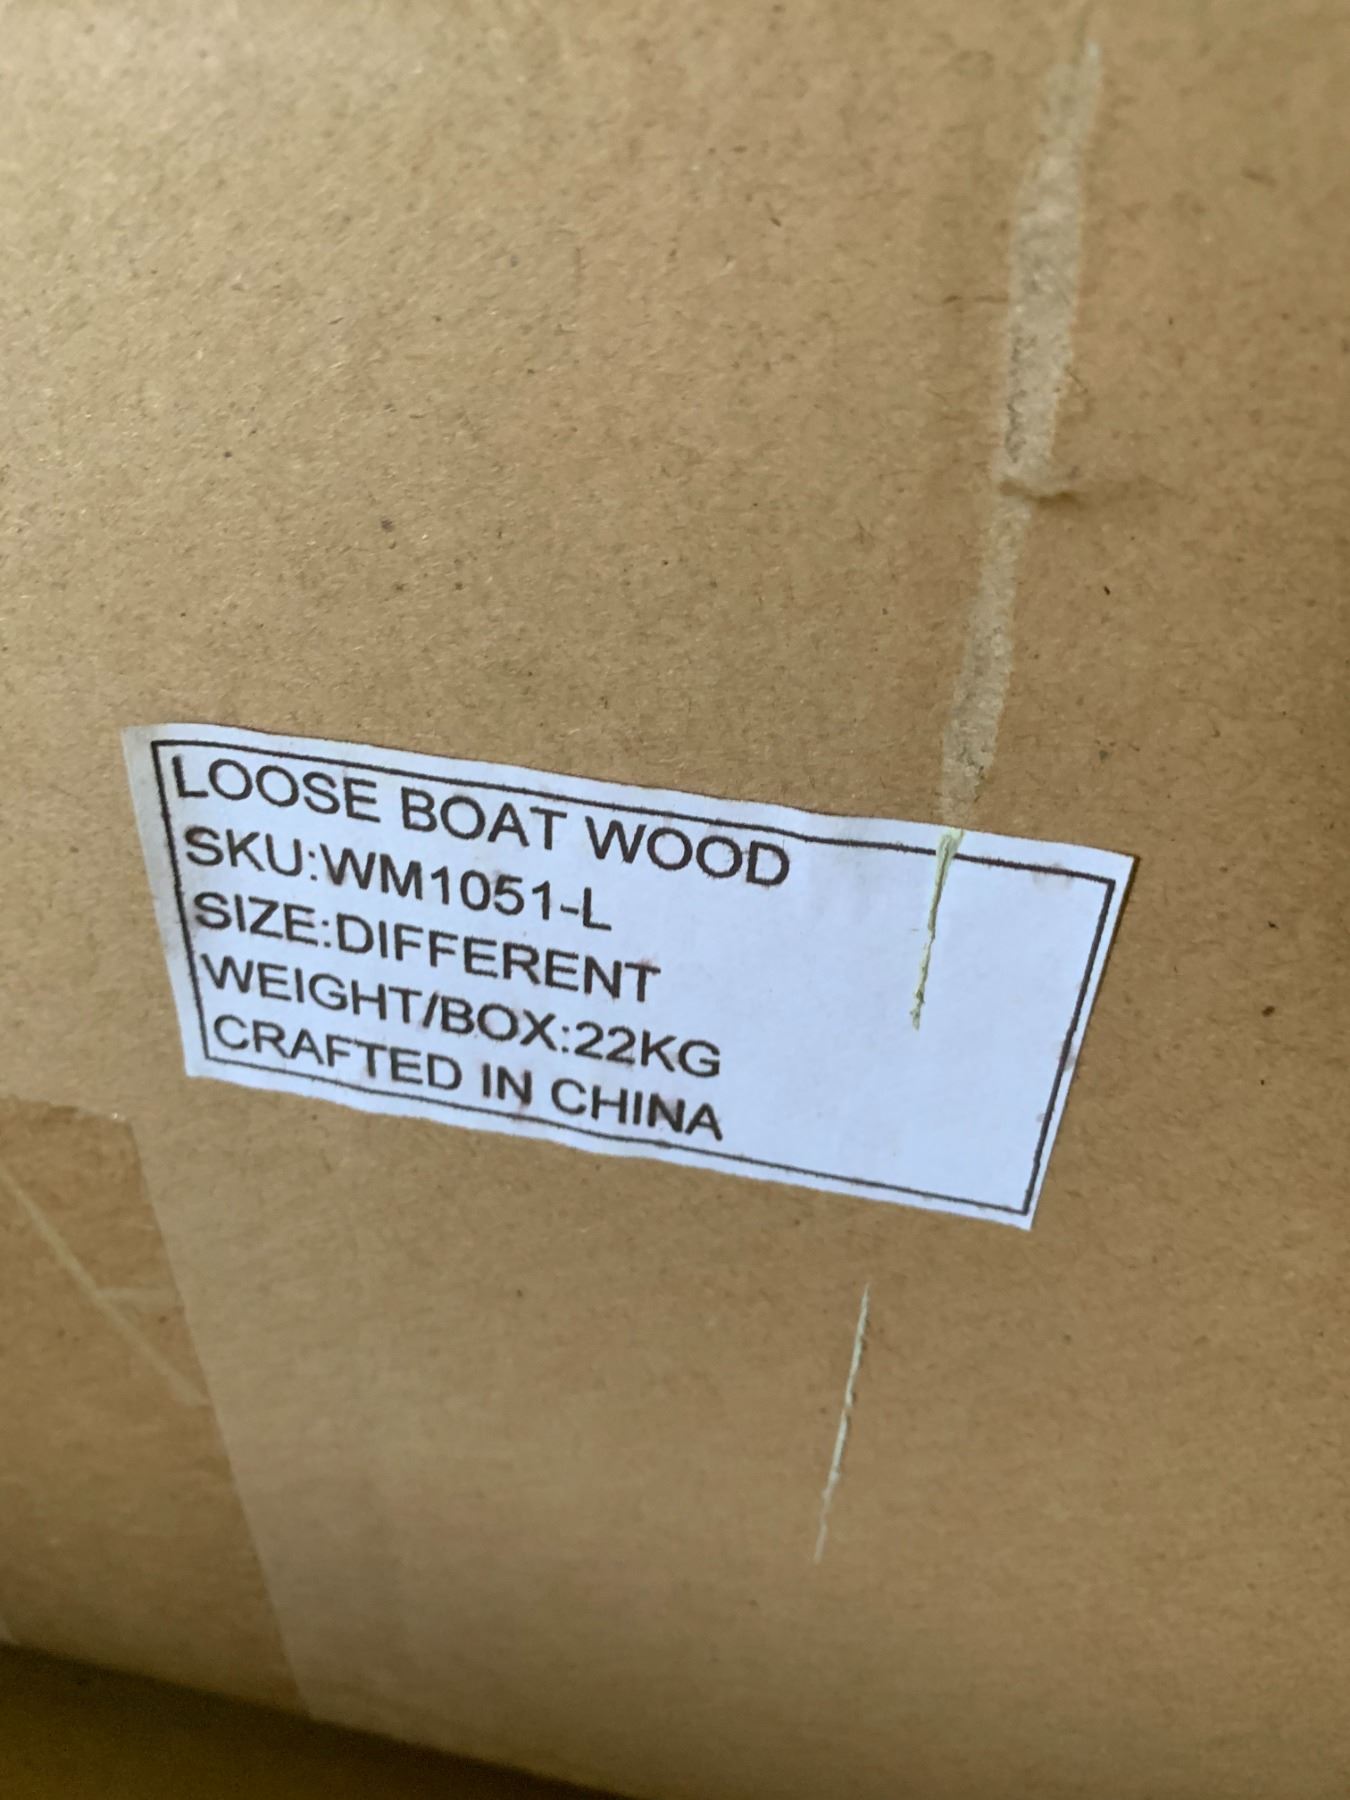 LOOSE BOAT WOOD
SKU:WM1051-L
SIZE:DIFFERENT
WEIGHT/BOX:22KG
CRAFTED IN CHINA